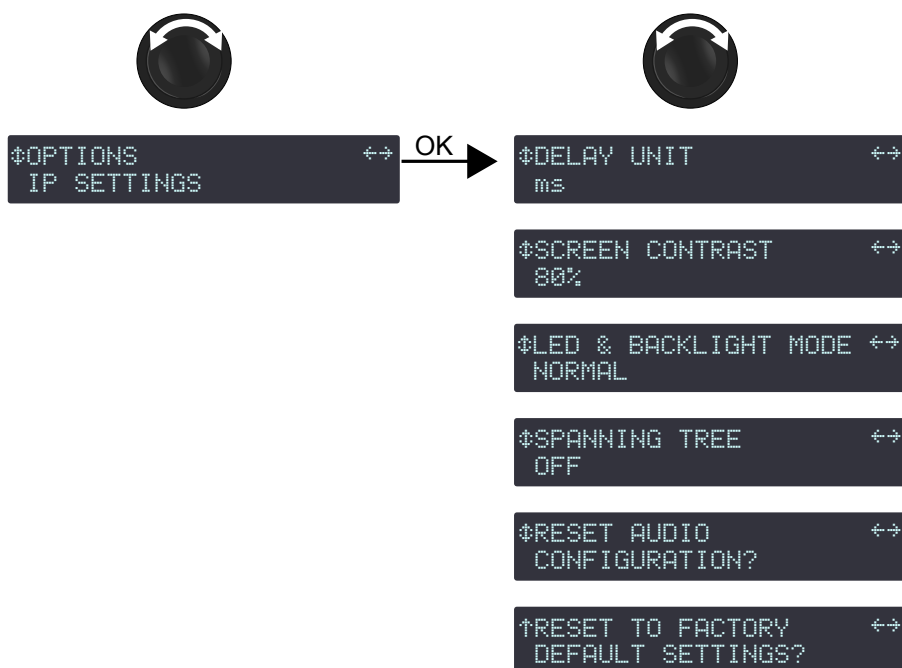 ↕OPTIONS ↔
IP SETTINGS
OK
↕DELAY UNIT ↔
ms
↕SCREEN CONTRAST ↔
80%
↕LED & BACKLIGHT MODE ↔
NORMAL
↕SPANNING TREE ↔
OFF
↕RESET AUDIO ↔
CONFIGURATION?
↑RESET TO FACTORY ↔
DEFAULT SETTINGS?